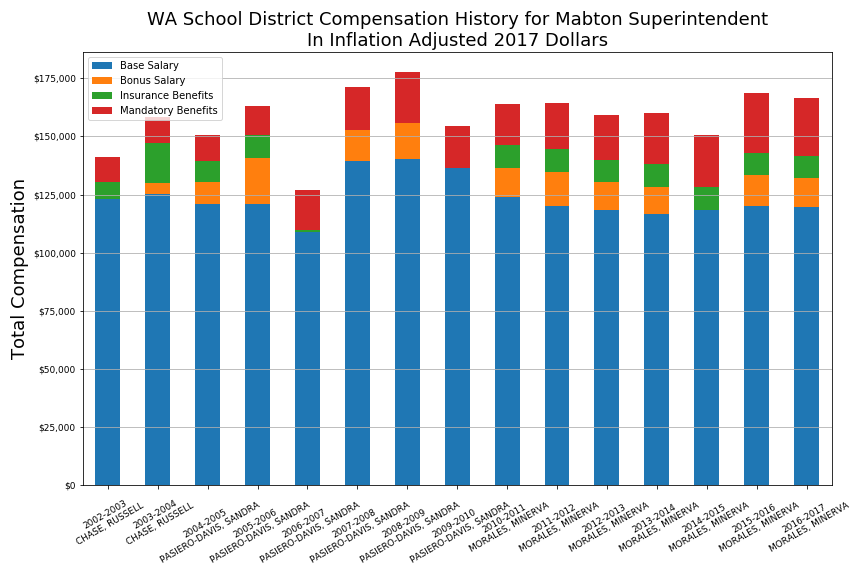 WA School District Compensation History for Mabton Superintendent
In Inflation Adjusted 2017 Dollars
Base Salary
Bonus Salary
Insurance Benefits
Mandatory Benefits
Total Compensation
$175,000
$150,000
$125,000
$100,000
$75,000
$50,000
$25,000
$0
2002-2003
CHASE, RUSSELL
2003-2004
CHASE, RUSSELL
2004-2005
PASIERO-DAVIS, SANDRA
2005-2006
PASIERO-DAVIS, SANDRA
2006-2007
PASIERO-DAVIS, SANDRA
2007-2008
PASIERO-DAVIS, SANDRA
2008-2009
PASIERO-DAVIS, SANDRA
2009-2010
PASIERO-DAVIS, SANDRA
2010-2011
MORALES, MINERVA
2011-2012
MORALES, MINERVA
2012-2013
MORALES, MINERVA
2013-2014
MORALES, MINERVA
2014-2015
MORALES, MINERVA
2015-2016
MORALES, MINERVA
2016-2017
MORALES, MINERVA